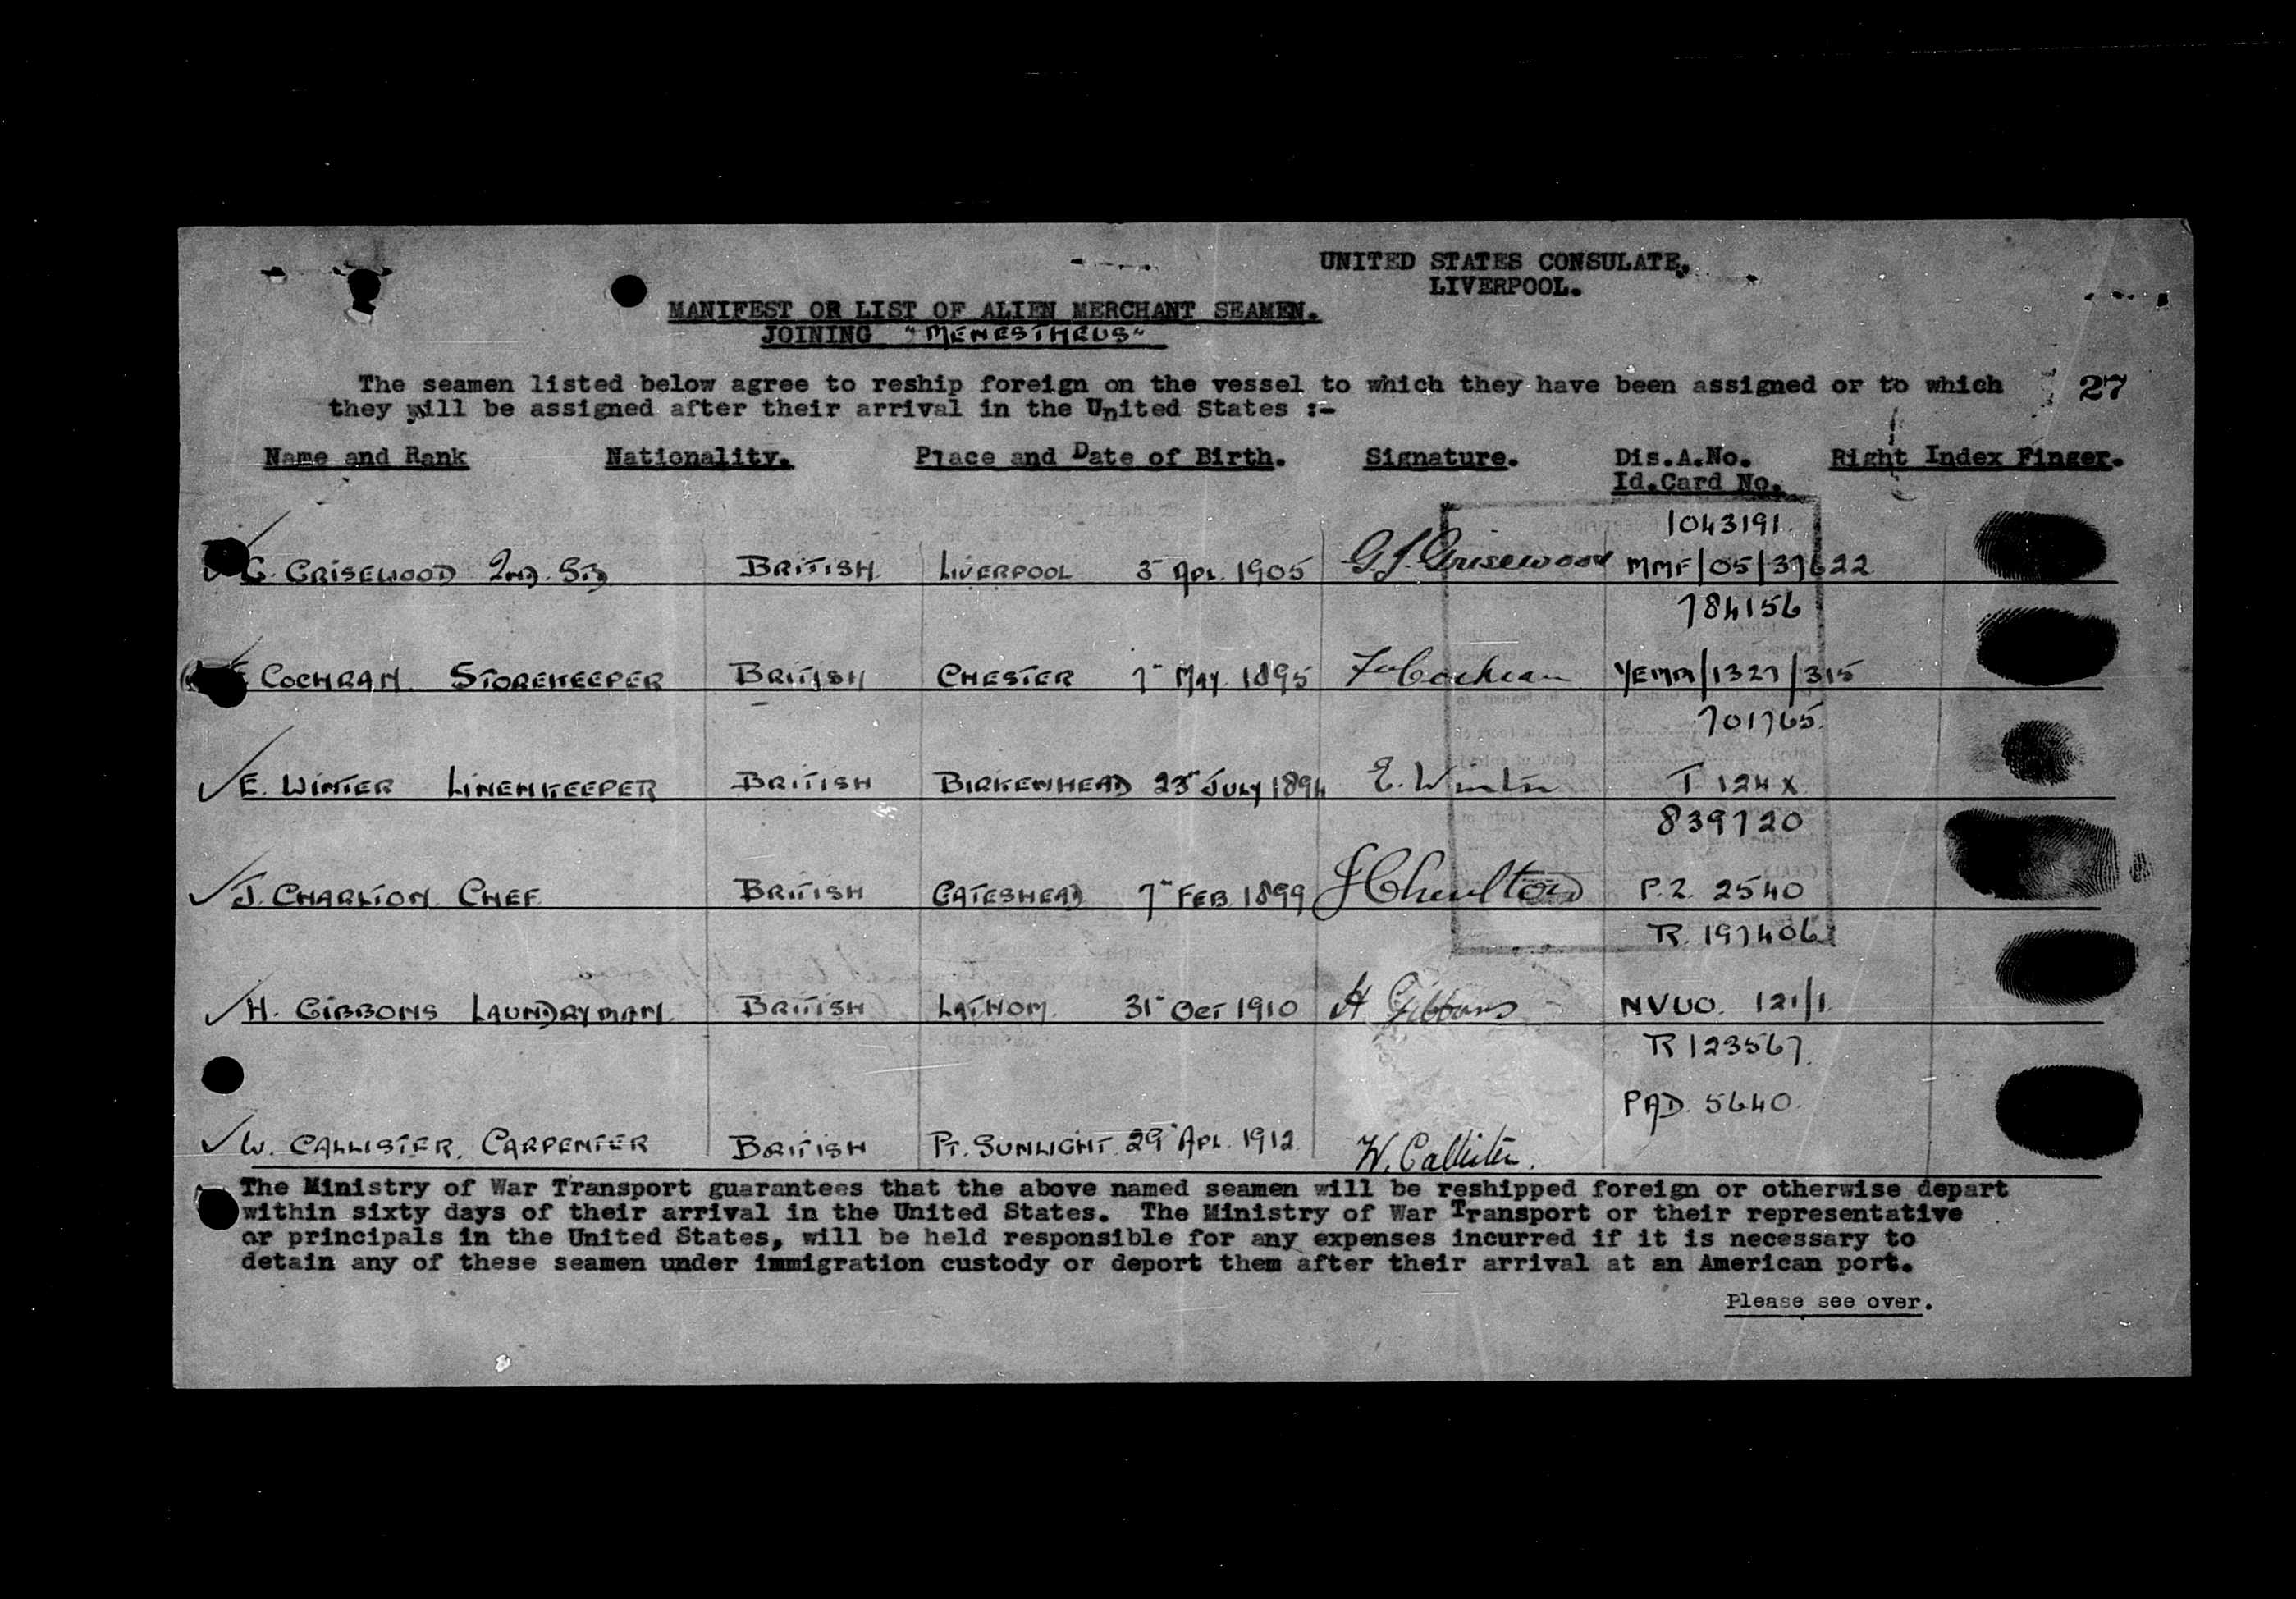 UNITED STATES CONSULATE,
LIVERPOOL.
MANIFEST OR LIST OF ALIEN MERCHANT SEAMEN.
JOINING "MENESTHEUS"
The seamen listed below agree to reship foreign on the vessel to which they have been assigned or to which 27
they will be assigned after their arrival in the United States :-
Name and Rank Nationality. Place and Date of Birth. Signature. Dis.A.No. Right Index Finger.
Id.Card No.
1043191.
G. GRISEWOOD 2ND. BRITISH LIVERPOOL 3 APL. 1905 G.J. Grisewood MMF/05/37622
784156
COCHRAN. STOREKEEPER BRITISH CHESTER 7 MAY. 1895 Cochran YEMM/1327/315
701765.
E. WINTER LINENKEEPER BRITISH BIRKENHEAD 23 JULY 1894 E. Winter T. 124 X
839720
J. CHARLTON CHEF BRITISH GATESHEAD 7 FEB 1899 J Charlton P.Z. 2540
R. 197406
H. GIBBONS LAUNDRYMAN. BRITISH LATHOM. 31 OCT 1910 H Gibbons NVUO. 121/1.
R 123567.
PAD. 5640.
W. CALLISTER. CARPENTER BRITISH PT. SUNLIGHT. 29 APL. 1912. W. Callister.
The Ministry of War Transport guarantees that the above named seamen will be reshipped foreign or otherwise depart
within sixty days of their arrival in the United States. The Ministry of War Transport or their representative
or principals in the United States, will be held responsible for any expenses incurred if it is necessary to
detain any of these seamen under immigration custody or deport them after their arrival at an American port.
Please see over.